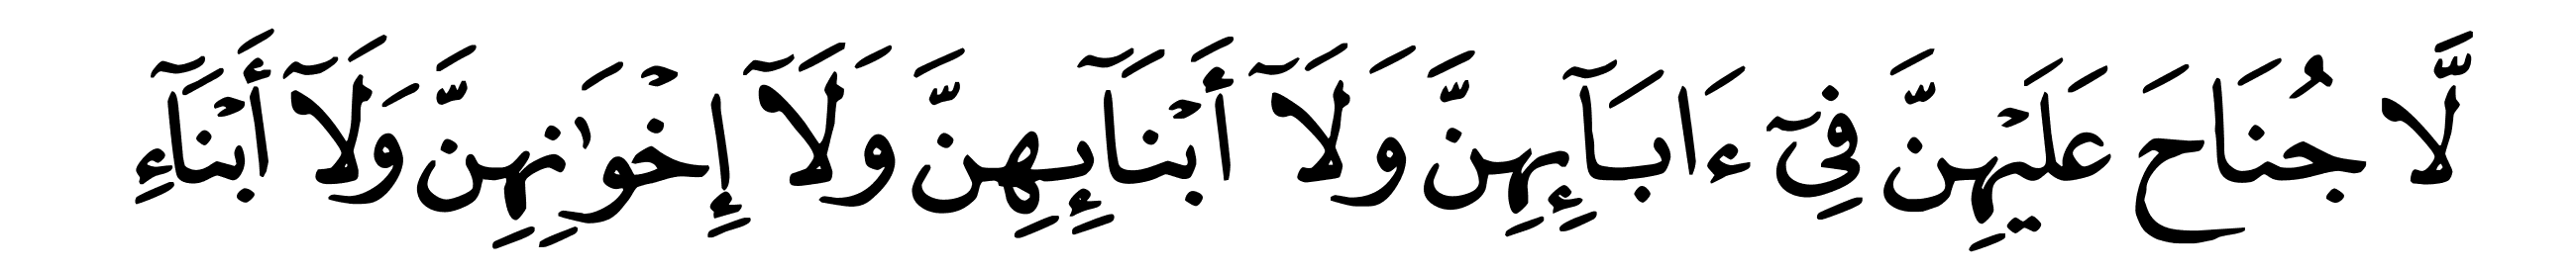 لَّا جُنَاحَ عَلَيْهِنَّ فِىٓ ءَابَآئِهِنَّ وَلَآ أَبْنَآئِهِنَّ وَلَآ إِخْوَٰنِهِنَّ وَلَآ أَبْنَآءِ